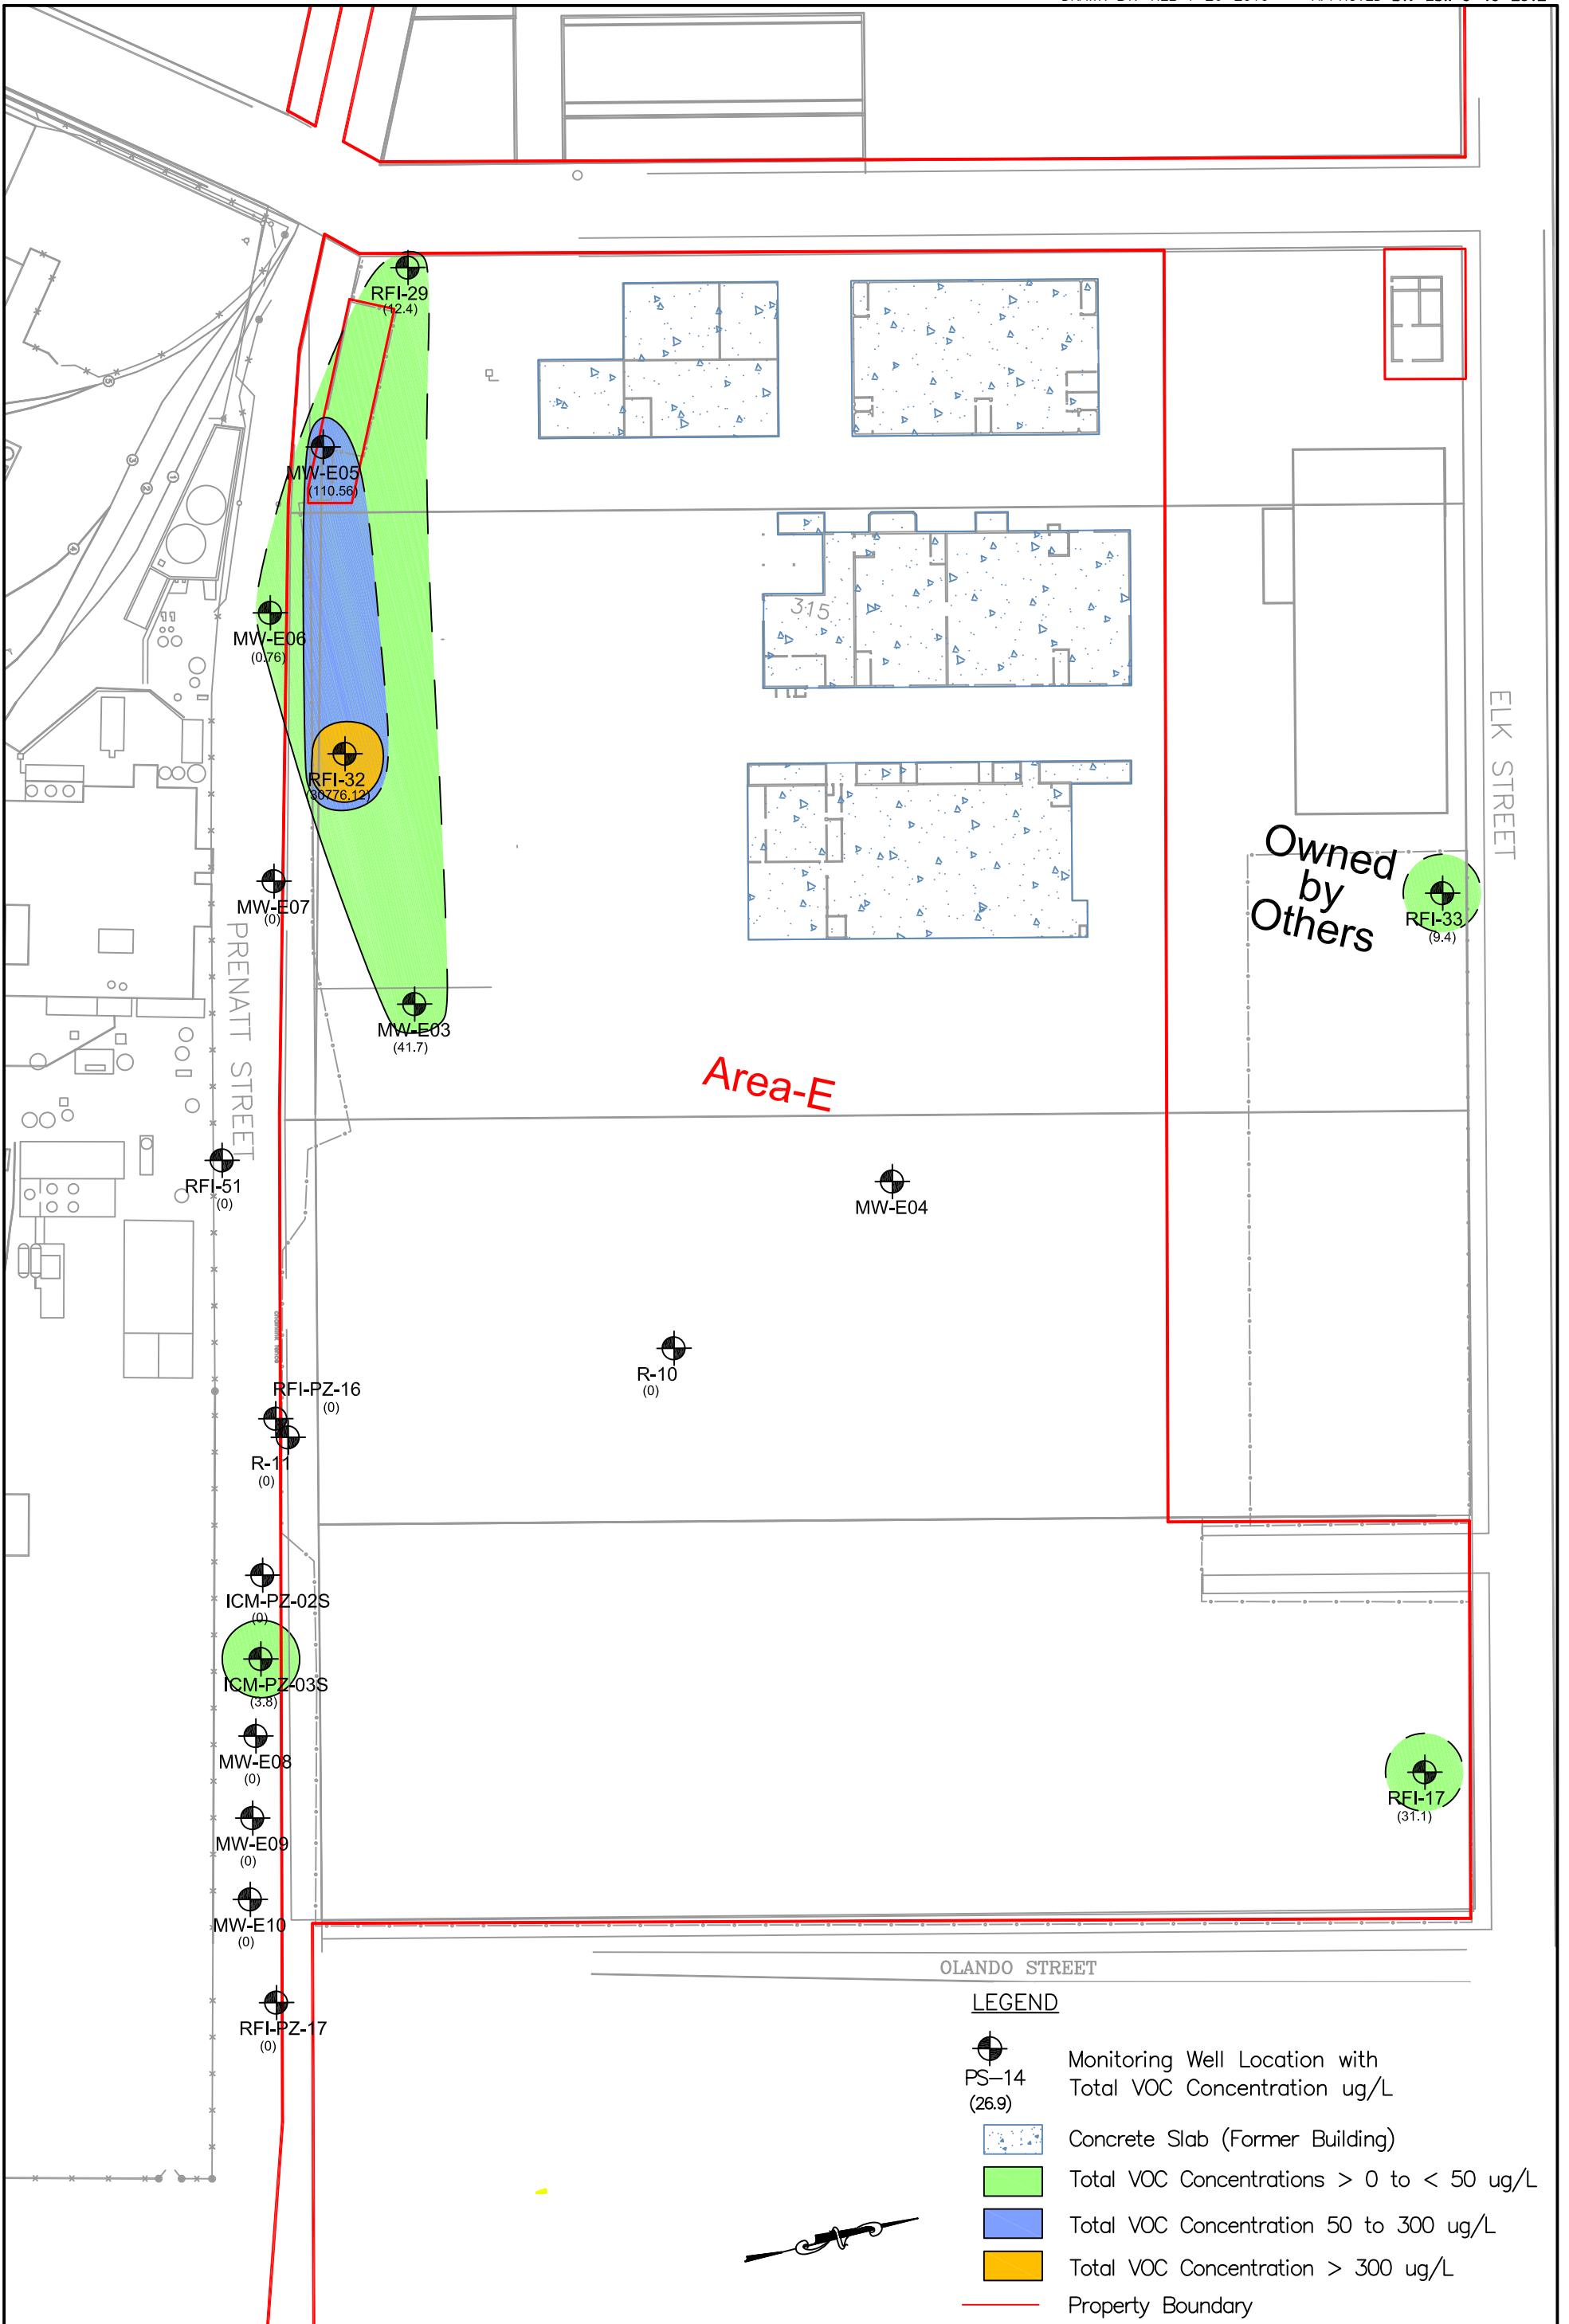 RFI-29
(12.4)
MW-E05
(110.56)
MW-E06
(0.76)
315
RFI-32
(30776.12)
ELK STREET
Owned
by
Others
RFI-33
(9.4)
MW-E07
(0)
PRENATT STREET
MW-E03
(41.7)
Area-E
RFI-51
(0)
MW-E04
R-10
(0)
RFI-PZ-16
(0)
R-11
(0)
ICM-PZ-02S
(0)
ICM-PZ-03S
(3.8)
MW-E08
(0)
RFI-17
(31.1)
MW-E09
(0)
MW-E10
(0)
OLANDO STREET
RFI-PZ-17
(0)
LEGEND
PS-14
(26.9)
Monitoring Well Location with
Total VOC Concentration ug/L
Concrete Slab (Former Building)
Total VOC Concentrations > 0 to < 50 ug/L
Total VOC Concentration 50 to 300 ug/L
Total VOC Concentration > 300 ug/L
Property Boundary